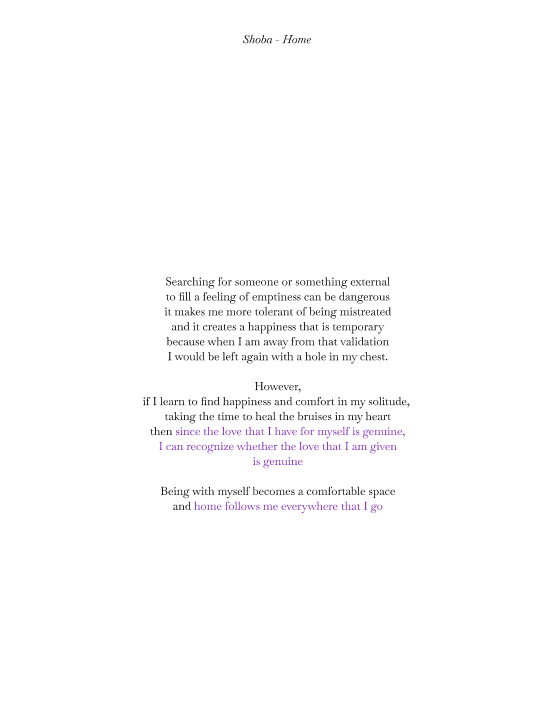 Shoba - Home
Searching for someone or something external
to fill a feeling of emptiness can be dangerous
it makes me more tolerant of being mistreated
and it creates a happiness that is temporary
because when I am away from that validation
I would be left again with a hole in my chest.
However,
if I learn to find happiness and comfort in my solitude,
taking the time to heal the bruises in my heart
then since the love that I have for myself is genuine,
I can recognize whether the love that I am given
is genuine
Being with myself becomes a comfortable space
and home follows me everywhere that I go